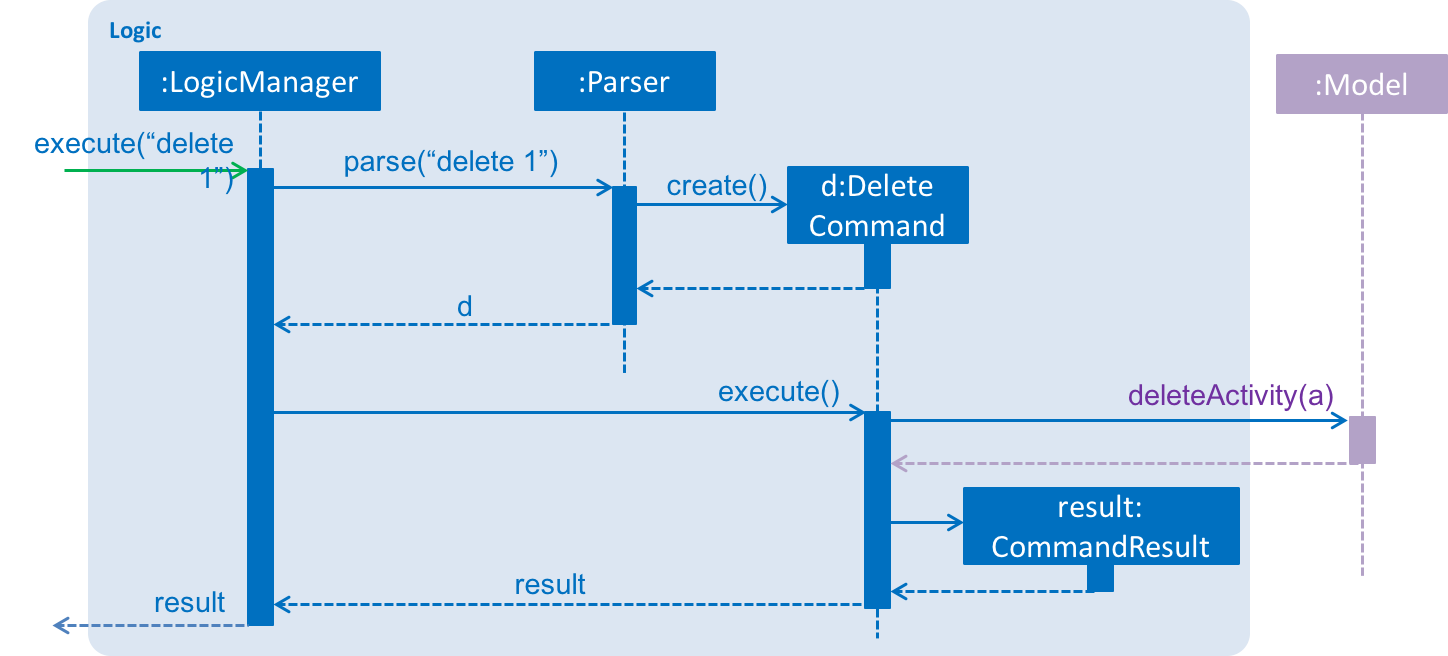 Logic
:LogicManager
:Parser
:Model
execute(“delete
1”)
parse(“delete 1”)
create()
d:Delete
Command
d
execute()
deleteActivity(a)
result:
CommandResult
result
result